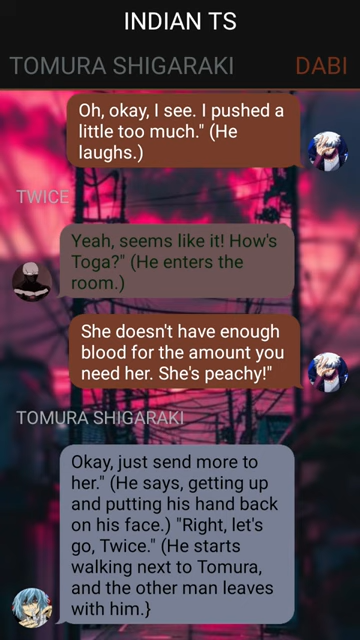 INDIAN TS
TOMURA SHIGARAKI DABI
Oh, okay, I see. I pushed a
little too much." (He
laughs.)
TWICE
Yeah, seems like it! How's
Toga?" (He enters the
room.)
She doesn't have enough
blood for the amount you
need her. She's peachy!"
TOMURA SHIGARAKI
Okay, just send more to
her." (He says, getting up
and putting his hand back
on his face.) "Right, let's
go, Twice." (He starts
walking next to Tomura,
and the other man leaves
with him.}